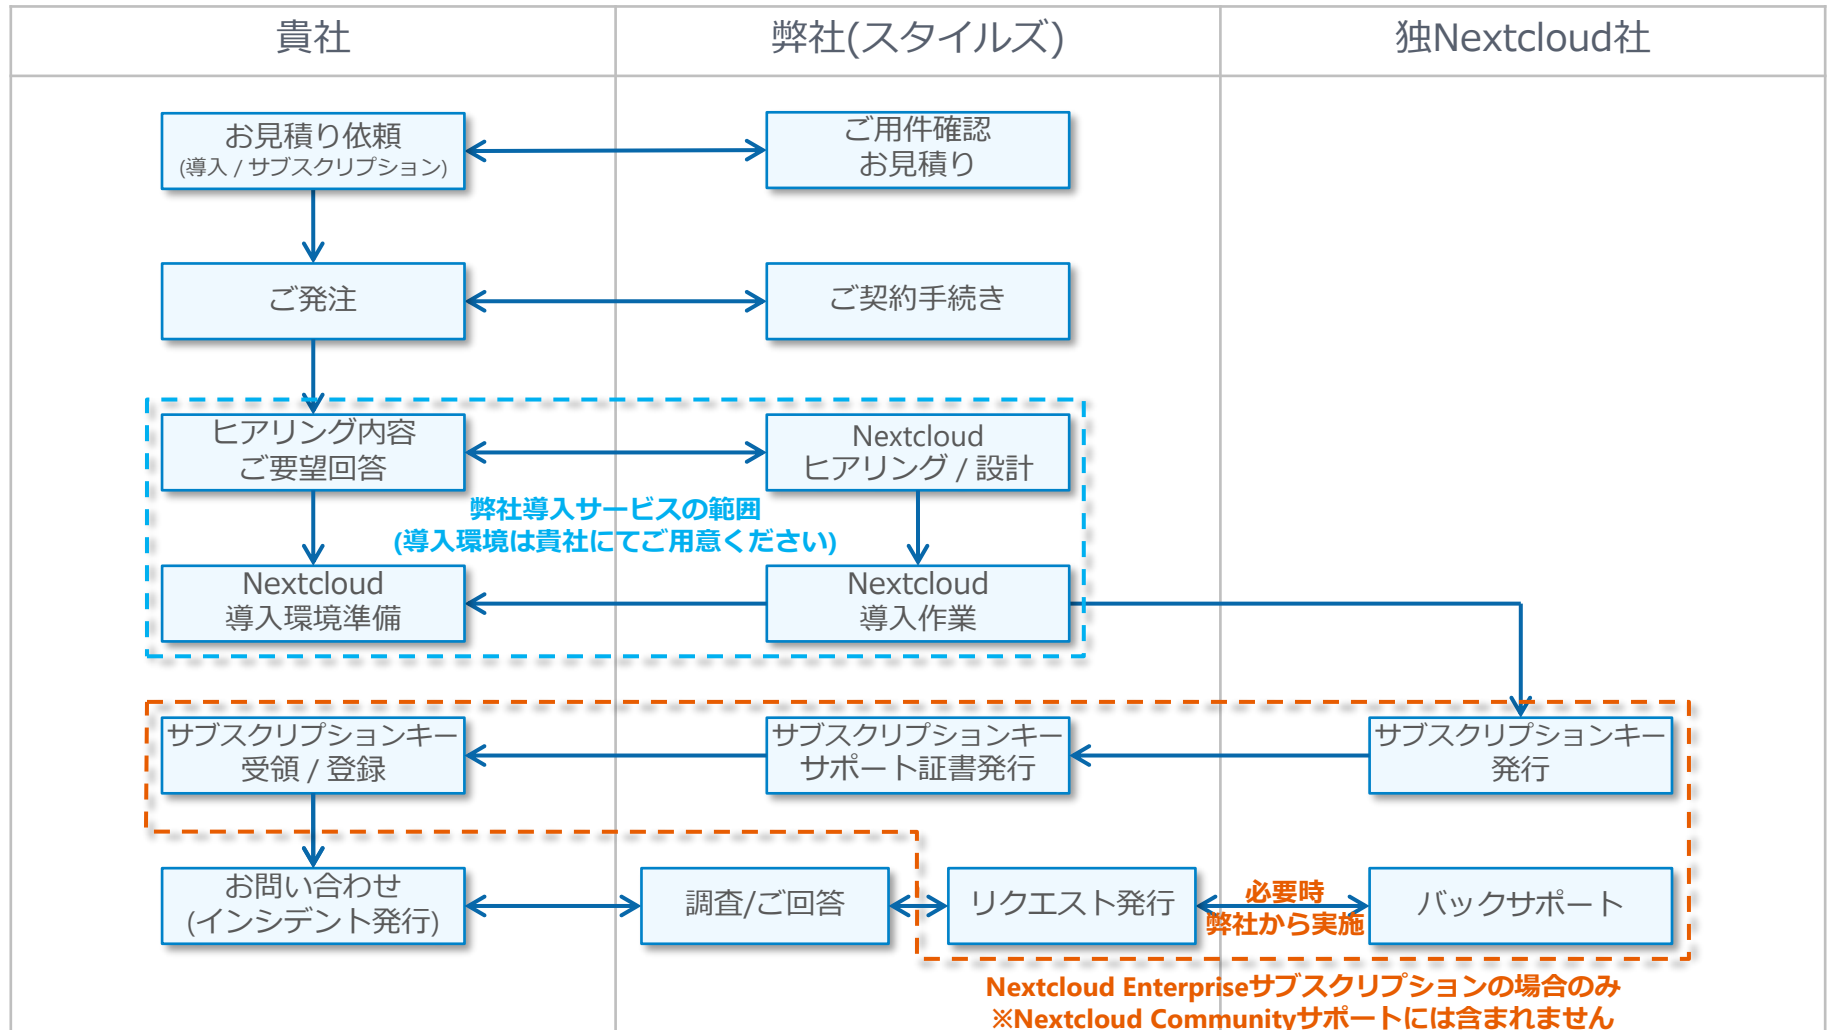 貴社
弊社(スタイルズ)
独Nextcloud社
お見積り依頼
(導入 / サブスクリプション)
ご用件確認
お見積り
ご発注
ご契約手続き
ヒアリング内容
ご要望回答
Nextcloud
ヒアリング / 設計
弊社導入サービスの範囲
(導入環境は貴社にてご用意ください)
Nextcloud
導入環境準備
Nextcloud
導入作業
サブスクリプションキー
受領 / 登録
サブスクリプションキー
サポート証書発行
サブスクリプションキー
発行
お問い合わせ
(インシデント発行)
調査/ご回答
リクエスト発行
必要時
弊社から実施
バックサポート
Nextcloud Enterpriseサブスクリプションの場合のみ
※Nextcloud Communityサポートには含まれません